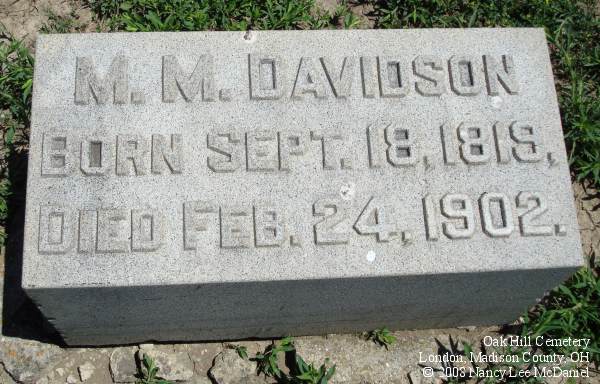 M. M. DAVIDSON
BORN SEPT. 18, 1819,
DIED FEB. 24, 1902.
Oak Hill Cemetery
London, Madison County, OH
© 2003 Nancy Lee McDaniel